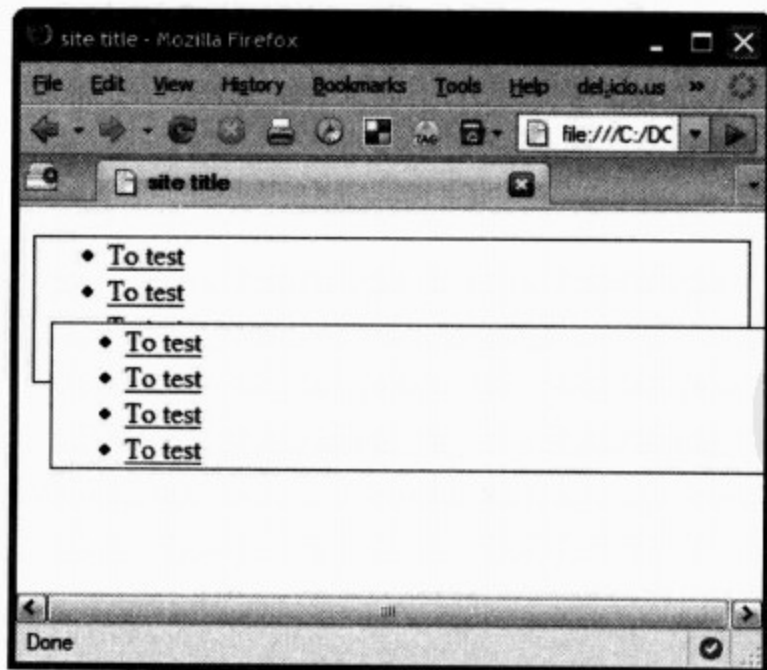 site title - Mozilla Firefox
File Edit View History Bookmarks Tools Help del.icio.us »
TAG file:///C:/DC
site title
To test
To test
To test
To test
To test
To test
Done